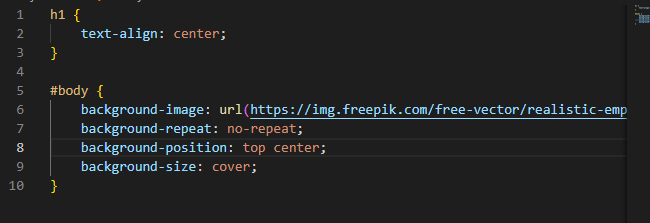 1 h1 {
2 text-align: center;
3 }
4
5 #body {
6 background-image: url(https://img.freepik.com/free-vector/realistic-emp
7 background-repeat: no-repeat;
8 background-position: top center;
9 background-size: cover;
10 }